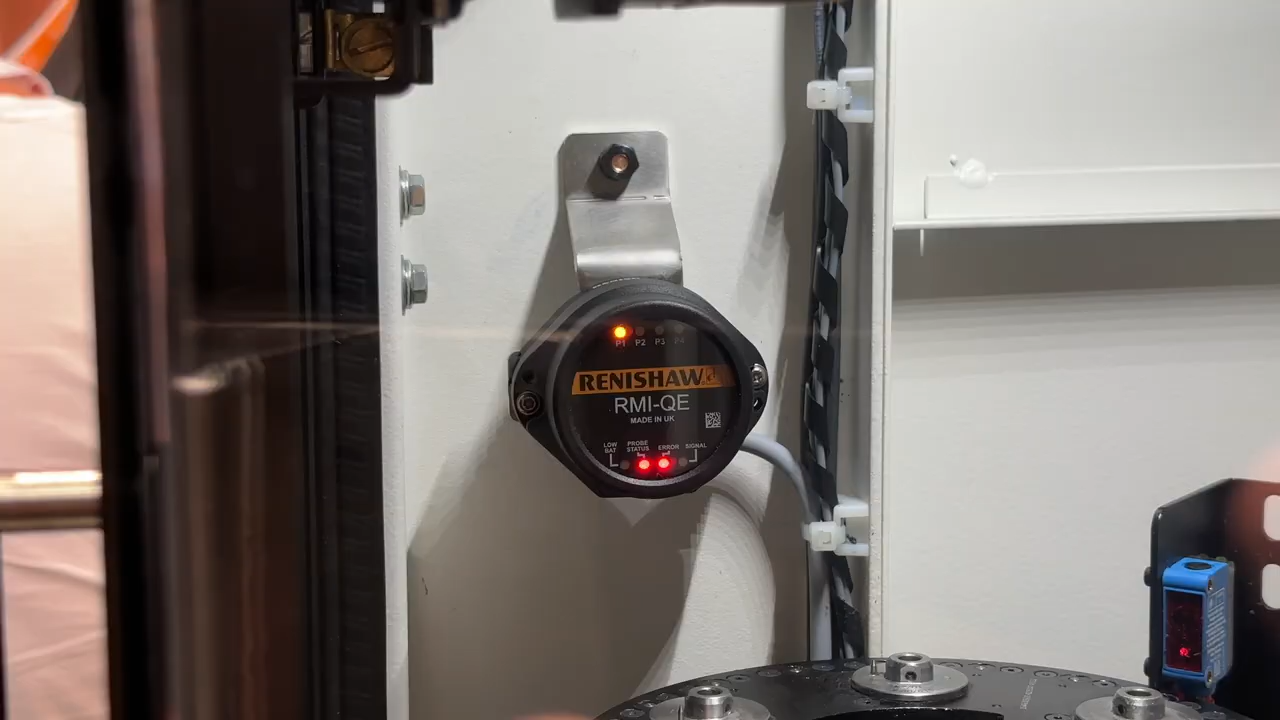 P1 P2 P3 P4
RENISHAW
RMI-QE
MADE IN UK
LOW BAT PROBE STATUS ERROR SIGNAL